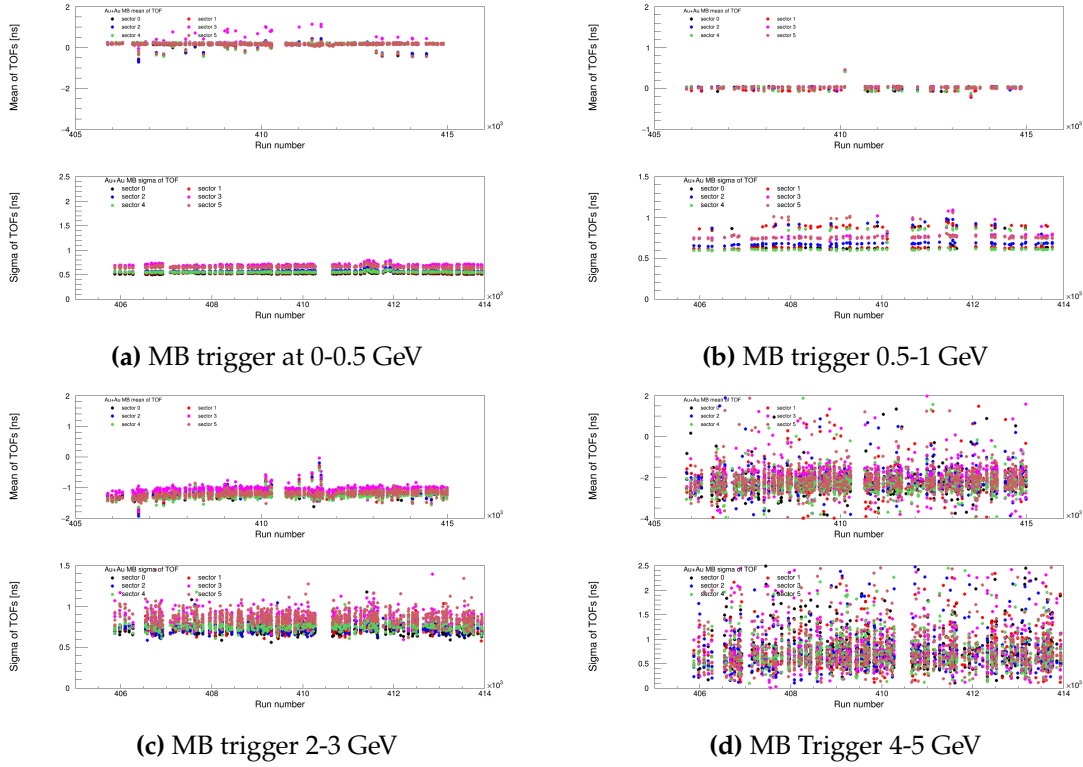 Au+Au MB mean of TOF
sector 0 sector 1
sector 2 sector 3
sector 4 sector 5
Mean of TOFs [ns]
2
0
−2
−4
405 410 415
×10³
Run number
Au+Au MB sigma of TOF
sector 0 sector 1
sector 2 sector 3
sector 4 sector 5
Sigma of TOFs [ns]
2.5
2
1.5
1
0.5
0
406 408 410 412 414
×10³
Run number
(a) MB trigger at 0-0.5 GeV
Au+Au MB mean of TOF
sector 0 sector 1
sector 2 sector 3
sector 4 sector 5
Mean of TOFs [ns]
2
1
0
−1
405 410 415
×10³
Run number
Au+Au MB sigma of TOF
sector 0 sector 1
sector 2 sector 3
sector 4 sector 5
Sigma of TOFs [ns]
1.5
1
0.5
0
406 408 410 412 414
×10³
Run number
(b) MB trigger 0.5-1 GeV
Au+Au MB mean of TOF
sector 0 sector 1
sector 2 sector 3
sector 4 sector 5
Mean of TOFs [ns]
2
1
0
−1
−2
405 410 415
×10³
Run number
Au+Au MB sigma of TOF
sector 0 sector 1
sector 2 sector 3
sector 4 sector 5
Sigma of TOFs [ns]
1.5
1
0.5
0
406 408 410 412 414
×10³
Run number
(c) MB trigger 2-3 GeV
Au+Au MB mean of TOF
sector 0 sector 1
sector 2 sector 3
sector 4 sector 5
Mean of TOFs [ns]
2
0
−2
−4
405 410 415
×10³
Run number
Au+Au MB sigma of TOF
sector 0 sector 1
sector 2 sector 3
sector 4 sector 5
Sigma of TOFs [ns]
2.5
2
1.5
1
0.5
0
406 408 410 412 414
×10³
Run number
(d) MB Trigger 4-5 GeV